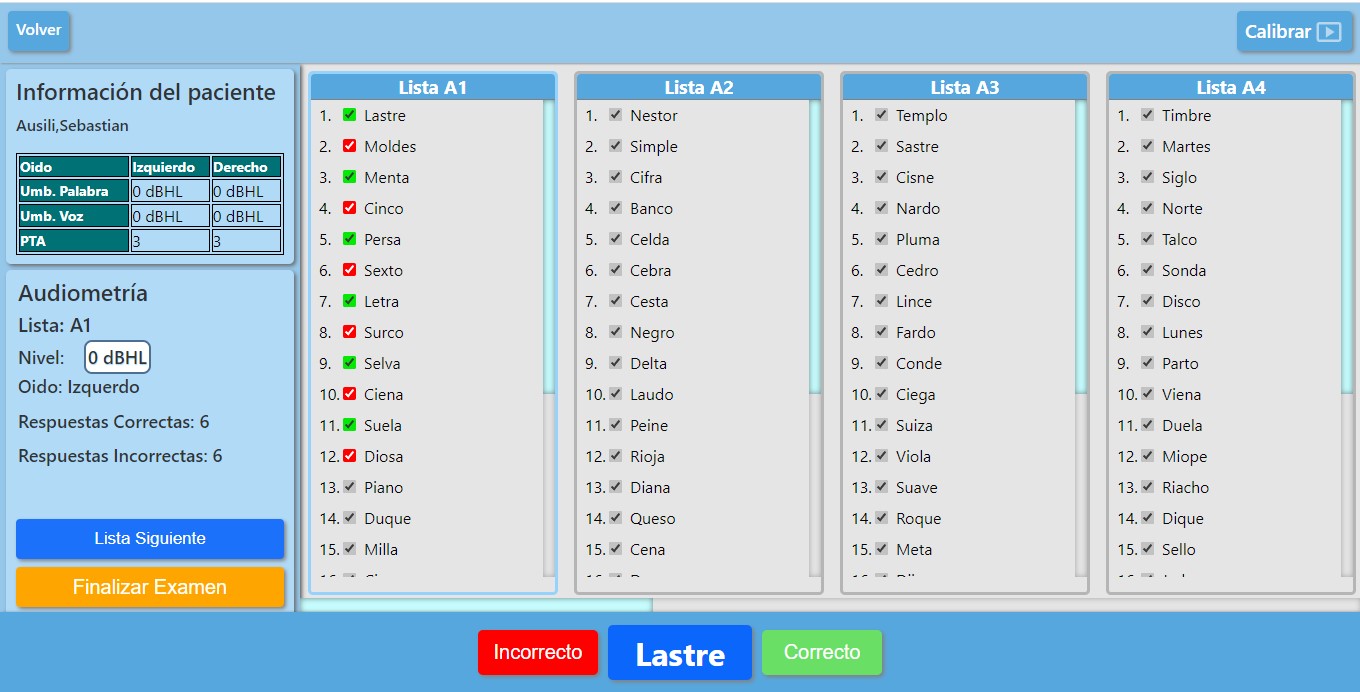 Volver
Calibrar
Información del paciente
Ausili,Sebastian
Oido Izquierdo Derecho
Umb. Palabra 0 dBHL 0 dBHL
Umb. Voz 0 dBHL 0 dBHL
PTA 3 3
Audiometría
Lista: A1
Nivel: 0 dBHL
Oido: Izquerdo
Respuestas Correctas: 6
Respuestas Incorrectas: 6
Lista Siguiente
Finalizar Examen
Lista A1
1. Lastre
2. Moldes
3. Menta
4. Cinco
5. Persa
6. Sexto
7. Letra
8. Surco
9. Selva
10. Ciena
11. Suela
12. Diosa
13. Piano
14. Duque
15. Milla
Lista A2
1. Nestor
2. Simple
3. Cifra
4. Banco
5. Celda
6. Cebra
7. Cesta
8. Negro
9. Delta
10. Laudo
11. Peine
12. Rioja
13. Diana
14. Queso
15. Cena
Lista A3
1. Templo
2. Sastre
3. Cisne
4. Nardo
5. Pluma
6. Cedro
7. Lince
8. Fardo
9. Conde
10. Ciega
11. Suiza
12. Viola
13. Suave
14. Roque
15. Meta
Lista A4
1. Timbre
2. Martes
3. Siglo
4. Norte
5. Talco
6. Sonda
7. Disco
8. Lunes
9. Parto
10. Viena
11. Duela
12. Miope
13. Riacho
14. Dique
15. Sello
Incorrecto
Lastre
Correcto